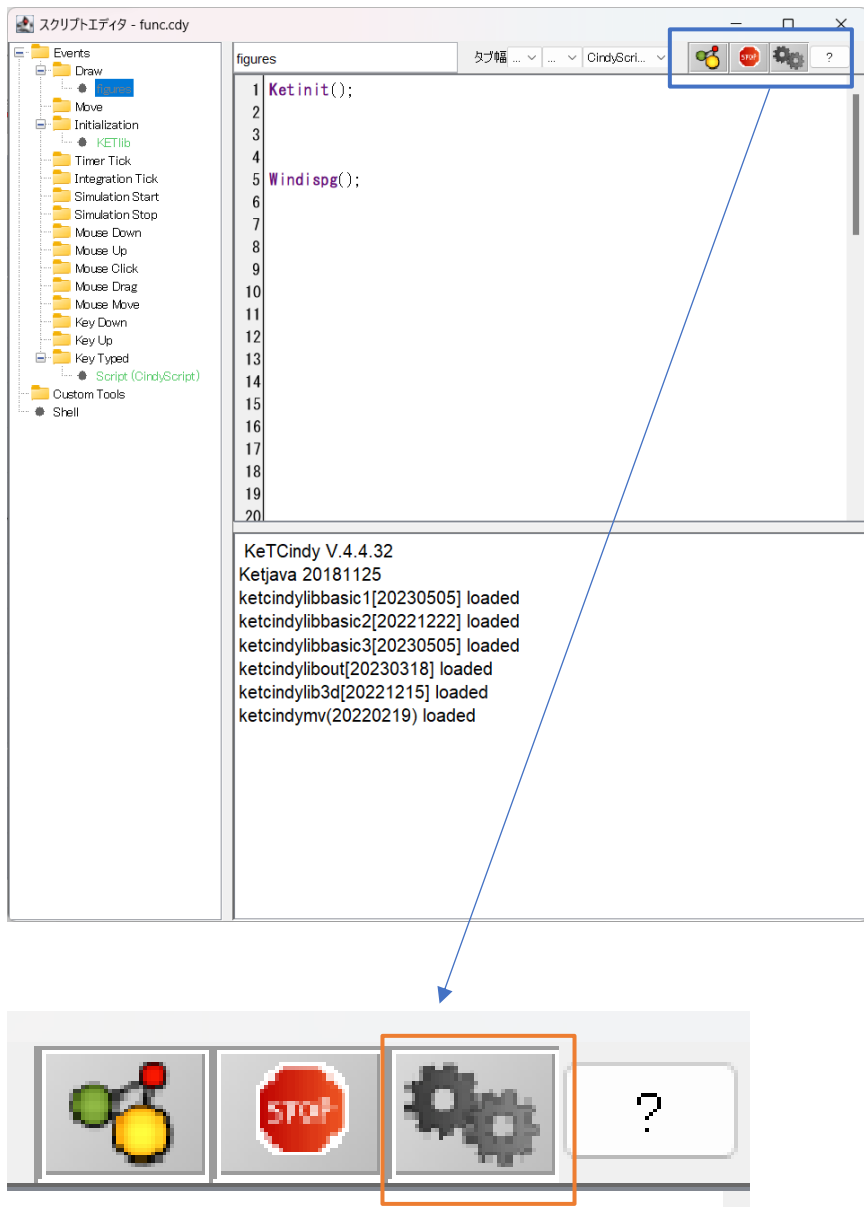 スクリプトエディタ - func.cdy
Events
Draw
figures
Move
Initialization
KETlib
Timer Tick
Integration Tick
Simulation Start
Simulation Stop
Mouse Down
Mouse Up
Mouse Click
Mouse Drag
Mouse Move
Key Down
Key Up
Key Typed
Script (CindyScript)
Custom Tools
Shell
figures タブ幅 ... ... CindyScri... STOP ?
1 Ketinit();
2
3
4
5 Windispg();
6
7
8
9
10
11
12
13
14
15
16
17
18
19
20
KeTCindy V.4.4.32
Ketjava 20181125
ketcindylibbasic1[20230505] loaded
ketcindylibbasic2[20221222] loaded
ketcindylibbasic3[20230505] loaded
ketcindylibout[20230318] loaded
ketcindylib3d[20221215] loaded
ketcindymv(20220219) loaded
STOP ?